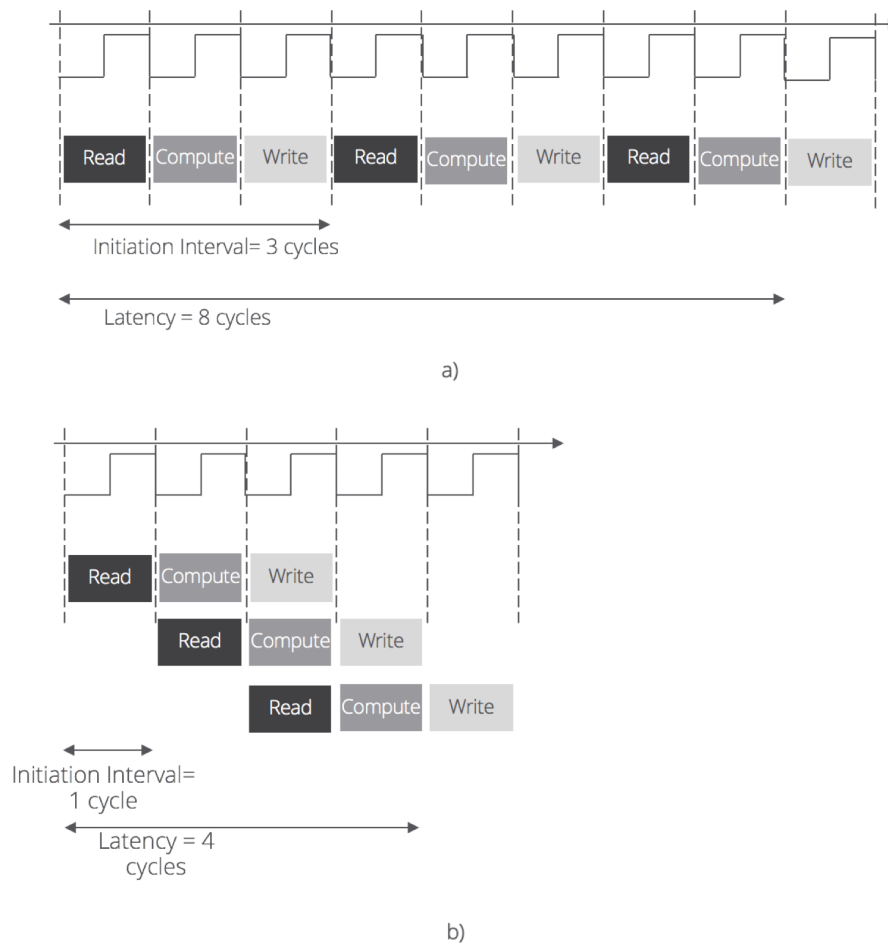 Read Compute Write Read Compute Write Read Compute Write
Initiation Interval= 3 cycles
Latency = 8 cycles
a)
Read Compute Write
Read Compute Write
Read Compute Write
Initiation Interval=
1 cycle
Latency = 4
cycles
b)